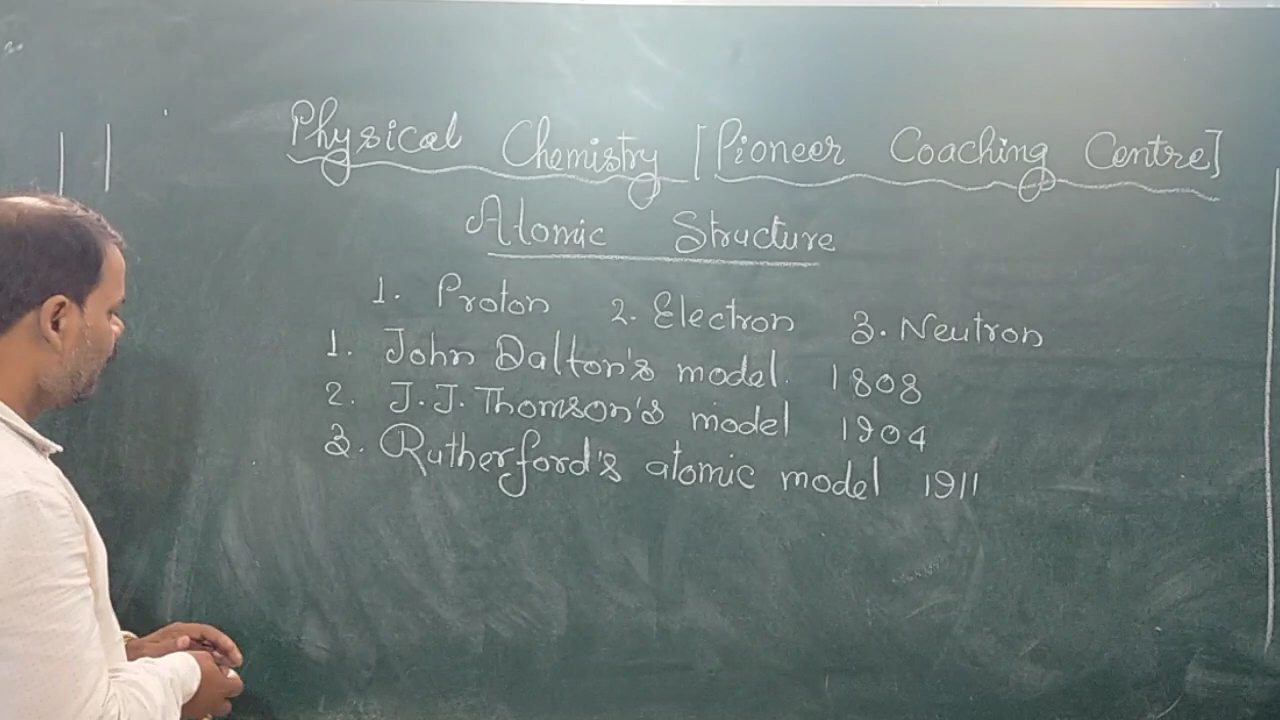 Physical Chemistry [Pioneer Coaching Centre]
Atomic Structure
1. Proton 2. Electron 3. Neutron
1. John Dalton's model. 1808
2. J.J. Thomson's model 1904
3. Rutherford's atomic model 1911